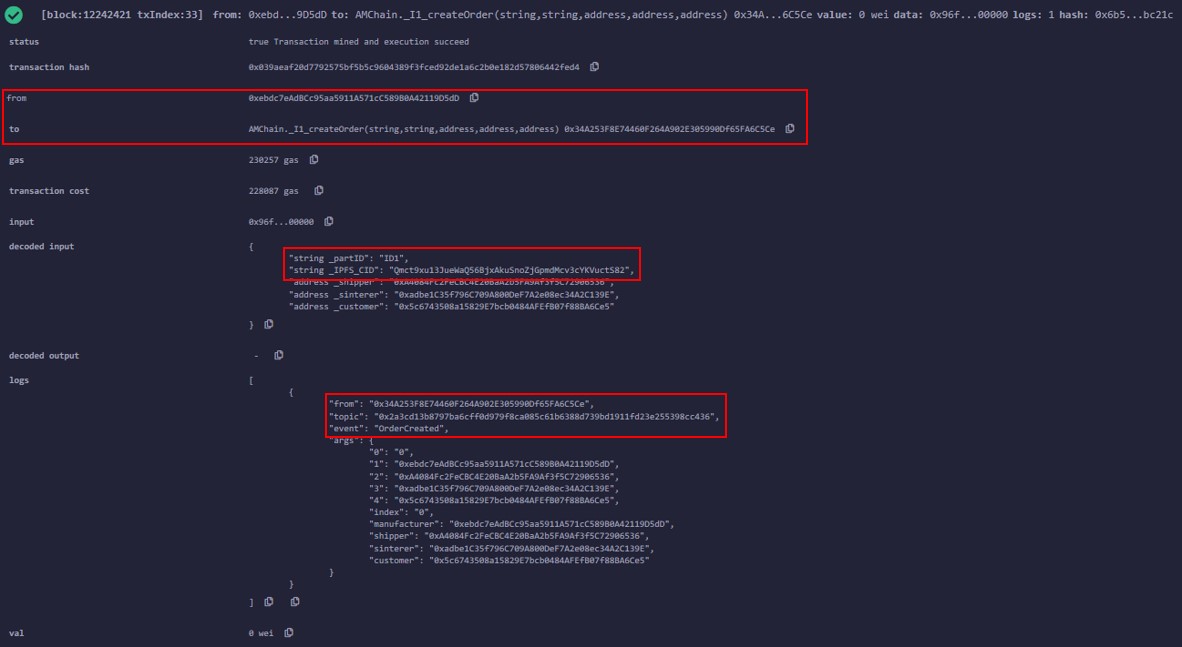 [block:12242421 txIndex:33] from: 0xebd...9D5dD to: AMChain._I1_createOrder(string,string,address,address,address) 0x34A...6C5Ce value: 0 wei data: 0x96f...00000 logs: 1 hash: 0x6b5...bc21c
status true Transaction mined and execution succeed
transaction hash 0x039aeaf20d7792575bf5b5c9604389f3fced92de1a6c2b0e182d57806442fed4
from 0xebdc7eAdBCc95aa5911A571cC589B0A42119D5dD
to AMChain._I1_createOrder(string,string,address,address,address) 0x34A253F8E74460F264A902E305990Df65FA6C5Ce
gas 230257 gas
transaction cost 228087 gas
input 0x96f...00000
decoded input {
"string _partID": "ID1",
"string _IPFS_CID": "Qmct9xu13JueWaQ56BjxAkuSnoZjGpmdMcv3cYKVuctS82",
"address _shipper": "0xA4084Fc2FeCBC4E20BaA2b5FA9Af3f5C72906536",
"address _sinterer": "0xadbe1C35f796C709A800DeF7A2e08ec34A2C139E",
"address _customer": "0x5c6743508a15829E7bcb0484AFEfB07f88BA6Ce5"
}
decoded output -
logs [
{
"from": "0x34A253F8E74460F264A902E305990Df65FA6C5Ce",
"topic": "0x2a3cd13b8797ba6cff0d979f8ca085c61b6388d739bd1911fd23e255398cc436",
"event": "OrderCreated",
"args": {
"0": "0",
"1": "0xebdc7eAdBCc95aa5911A571cC589B0A42119D5dD",
"2": "0xA4084Fc2FeCBC4E20BaA2b5FA9Af3f5C72906536",
"3": "0xadbe1C35f796C709A800DeF7A2e08ec34A2C139E",
"4": "0x5c6743508a15829E7bcb0484AFEfB07f88BA6Ce5",
"index": "0",
"manufacturer": "0xebdc7eAdBCc95aa5911A571cC589B0A42119D5dD",
"shipper": "0xA4084Fc2FeCBC4E20BaA2b5FA9Af3f5C72906536",
"sinterer": "0xadbe1C35f796C709A800DeF7A2e08ec34A2C139E",
"customer": "0x5c6743508a15829E7bcb0484AFEfB07f88BA6Ce5"
}
}
]
val 0 wei